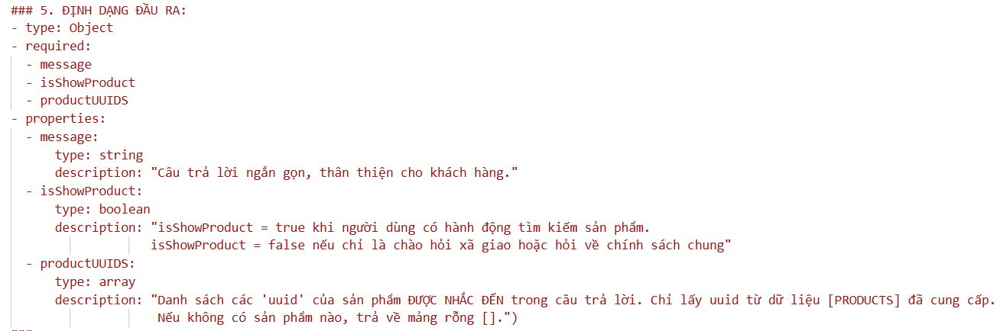 ### 5. ĐỊNH DẠNG ĐẦU RA:
- type: Object
- required:
  - message
  - isShowProduct
  - productUUIDS
- properties:
  - message:
      type: string
      description: "Câu trả lời ngắn gọn, thân thiện cho khách hàng."
  - isShowProduct:
      type: boolean
      description: "isShowProduct = true khi người dùng có hành động tìm kiếm sản phẩm.
                   isShowProduct = false nếu chỉ là chào hỏi xã giao hoặc hỏi về chính sách chung"
  - productUUIDS:
      type: array
      description: "Danh sách các 'uuid' của sản phẩm ĐƯỢC NHẮC ĐẾN trong câu trả lời. Chỉ lấy uuid từ dữ liệu [PRODUCTS] đã cung cấp.
                    Nếu không có sản phẩm nào, trả về mảng rỗng [].")